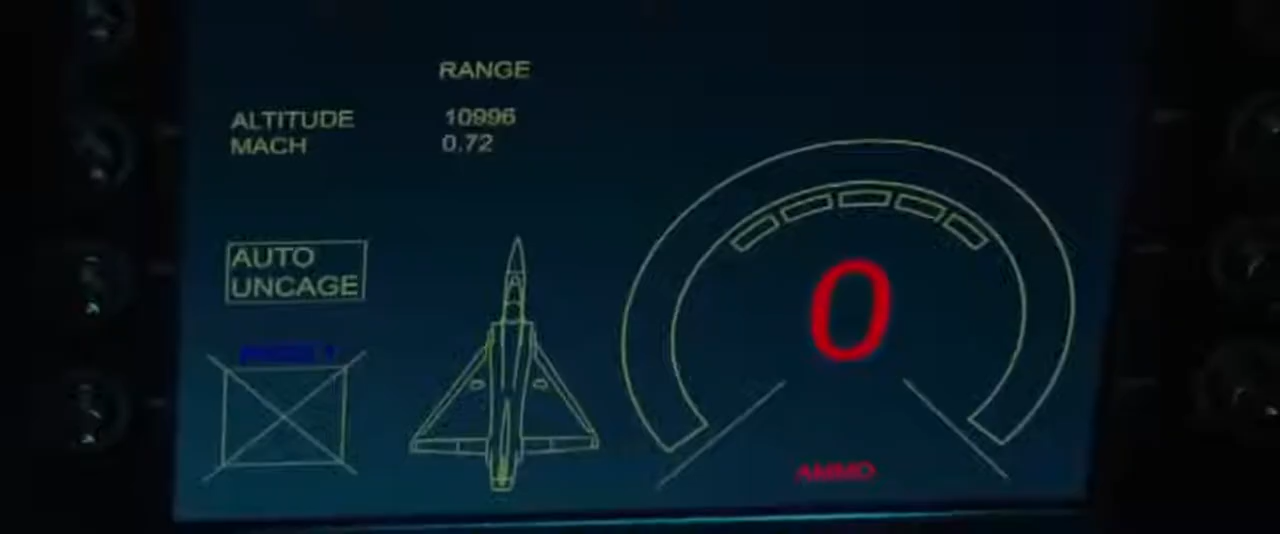 RANGE
ALTITUDE 10996
MACH 0.72
AUTO
UNCAGE
0
AMMO